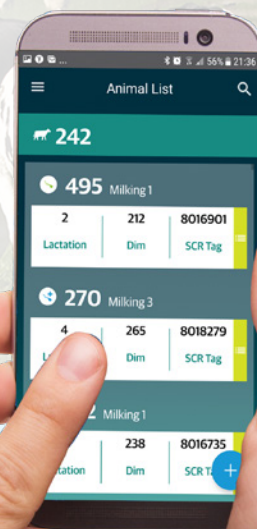 56% 21:36
Animal List
242
495 Milking 1
2 212 8016901
Lactation Dim SCR Tag
270 Milking 3
4 265 8018279
Dim SCR Tag
Milking 1
238 8016735
Dim SCR
+